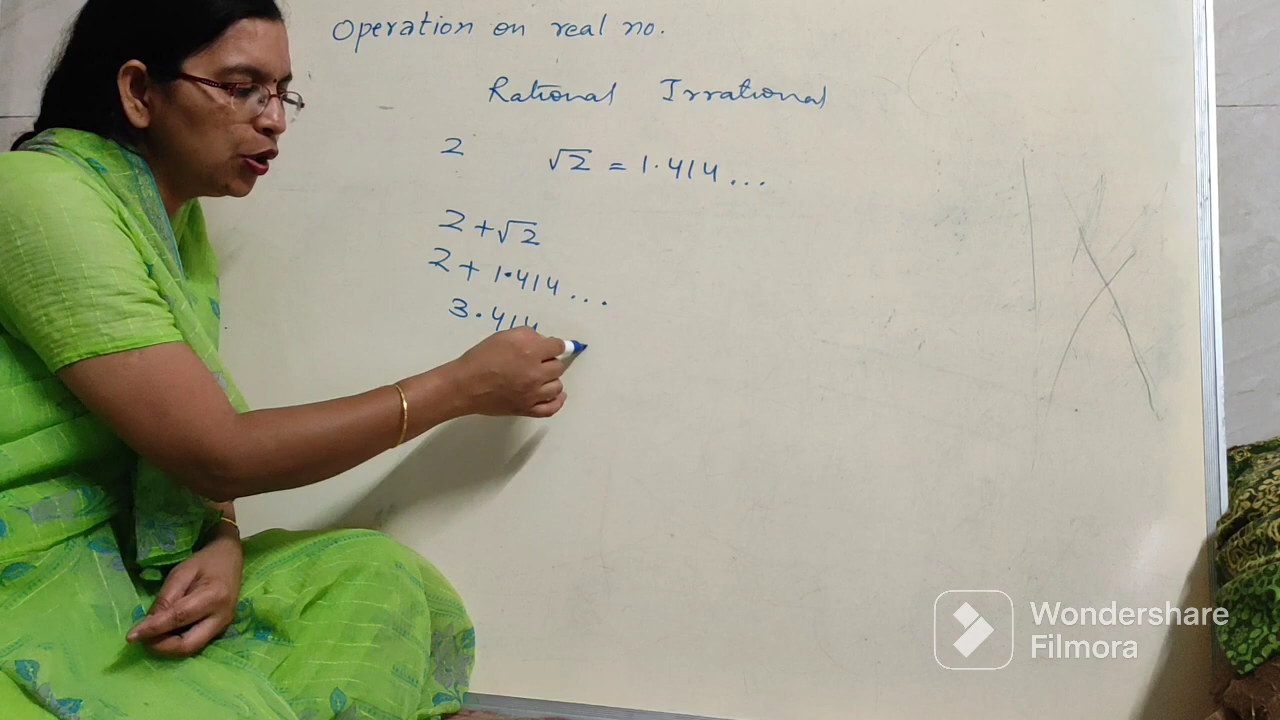 Operation on real no.
Rational Irrational
2 √2 = 1.414...
2 + √2
2 + 1.414...
3.414
Wondershare
Filmora